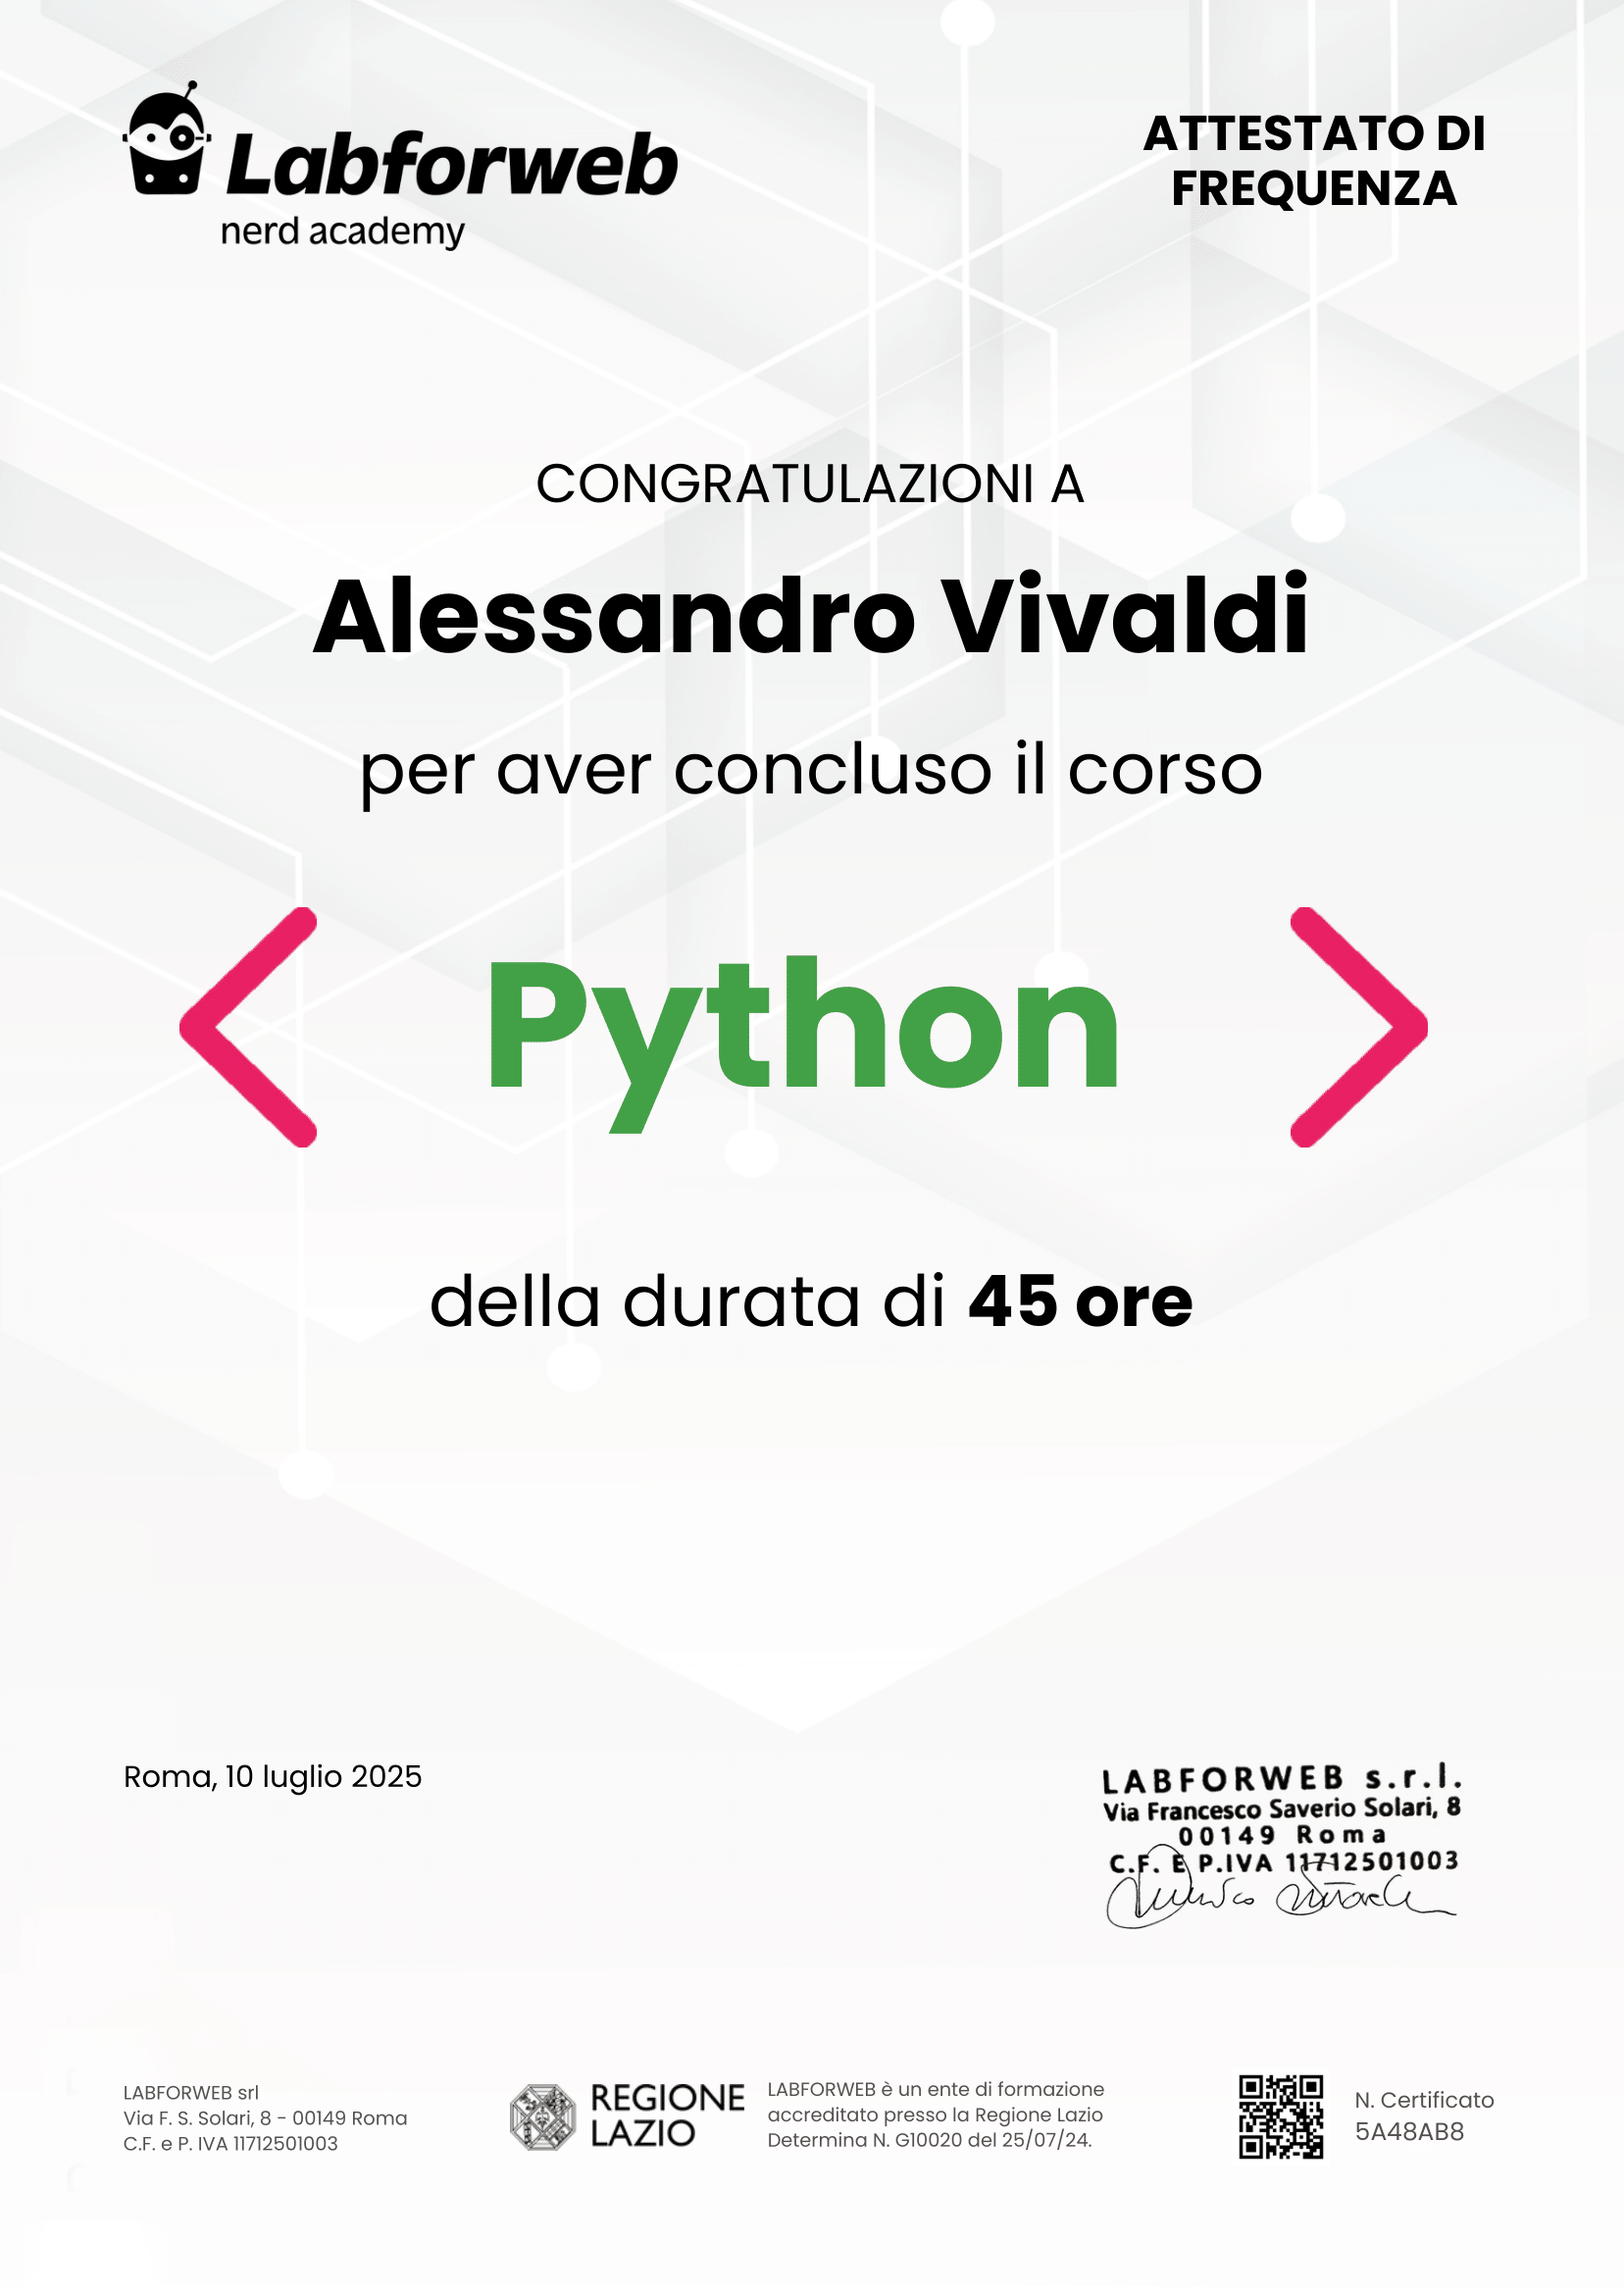 Labforweb
nerd academy
ATTESTATO DI
FREQUENZA
CONGRATULAZIONI A
Alessandro Vivaldi
per aver concluso il corso
Python
della durata di 45 ore
Roma, 10 luglio 2025
LABFORWEB s.r.l.
Via Francesco Saverio Solari, 8
00149 Roma
C.F. E P.IVA 11712501003
LABFORWEB srl
Via F. S. Solari, 8 - 00149 Roma
C.F. e P. IVA 11712501003
REGIONE
LAZIO
LABFORWEB è un ente di formazione
accreditato presso la Regione Lazio
Determina N. G10020 del 25/07/24.
N. Certificato
5A48AB8